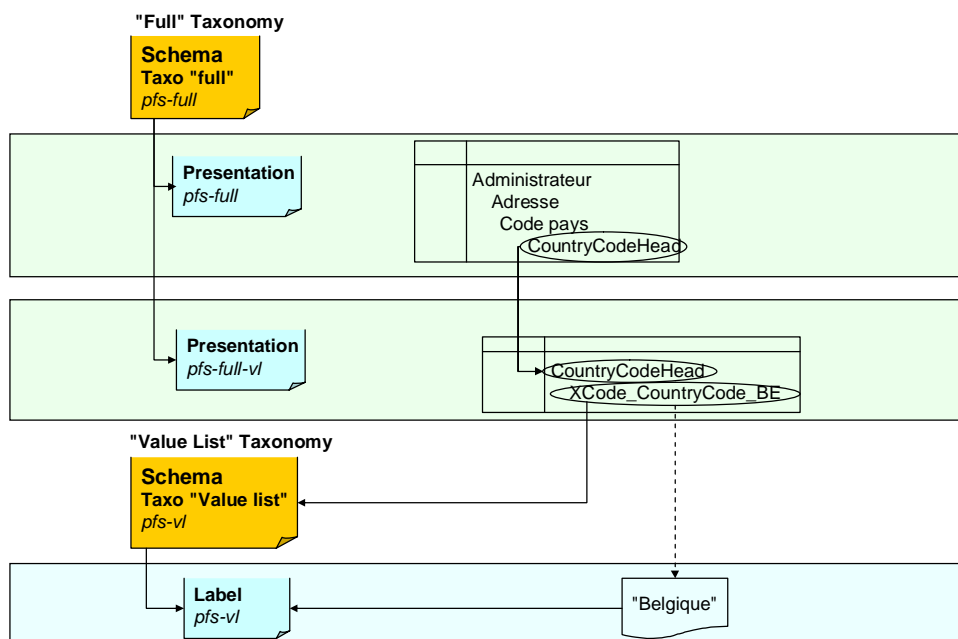 "Full" Taxonomy
Schema
Taxo "full"
pfs-full
Presentation
pfs-full
Administrateur
Adresse
Code pays
CountryCodeHead
Presentation
pfs-full-vl
CountryCodeHead
XCode_CountryCode_BE
"Value List" Taxonomy
Schema
Taxo "Value list"
pfs-vl
Label
pfs-vl
"Belgique"